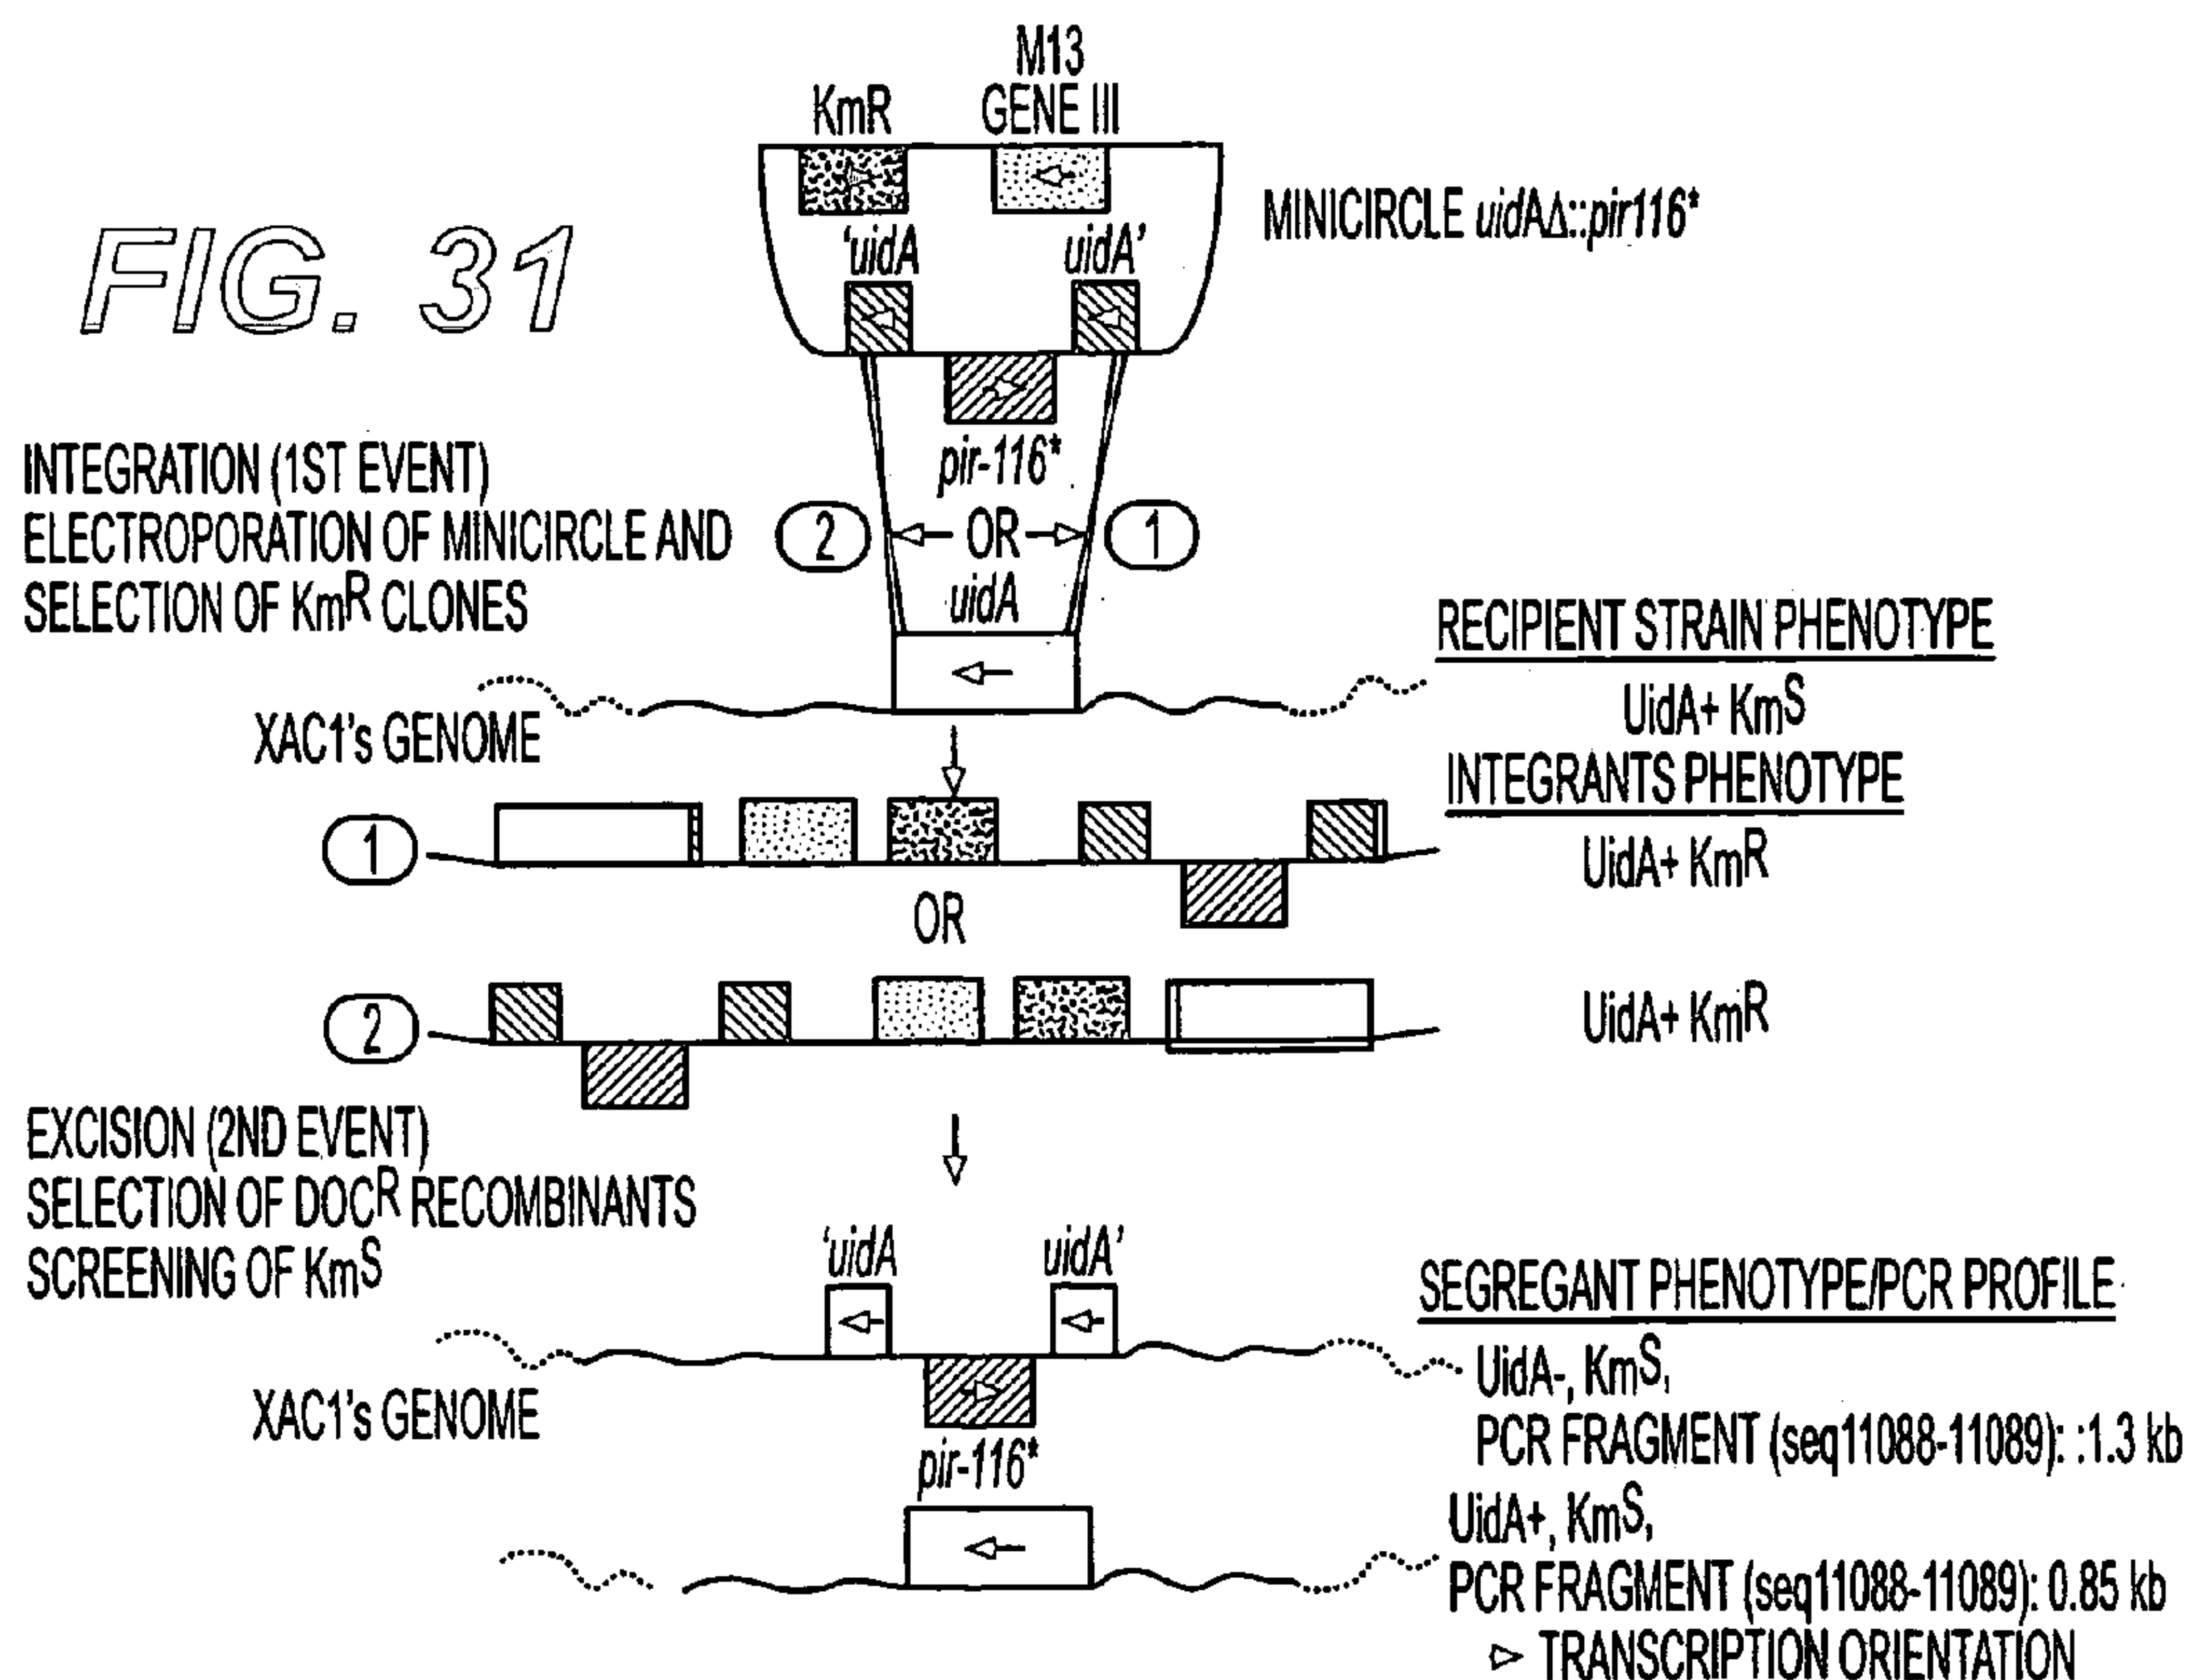 FIG. 31
M13
KmR GENE III
'uidA uidA'
MINICIRCLE uidAΔ::pir116*
pir-116*
INTEGRATION (1ST EVENT)
ELECTROPORATION OF MINICIRCLE AND
SELECTION OF KmR CLONES
2 OR 1
uidA
RECIPIENT STRAIN PHENOTYPE
UidA+ KmS
XAC1's GENOME
INTEGRANTS PHENOTYPE
1
UidA+ KmR
OR
2
UidA+ KmR
EXCISION (2ND EVENT)
SELECTION OF DOCR RECOMBINANTS
SCREENING OF KmS
'uidA uidA'
SEGREGANT PHENOTYPE/PCR PROFILE
UidA-, KmS,
XAC1's GENOME
PCR FRAGMENT (seq11088-11089): :1.3 kb
pir-116*
UidA+, KmS,
PCR FRAGMENT (seq11088-11089): 0.85 kb
TRANSCRIPTION ORIENTATION